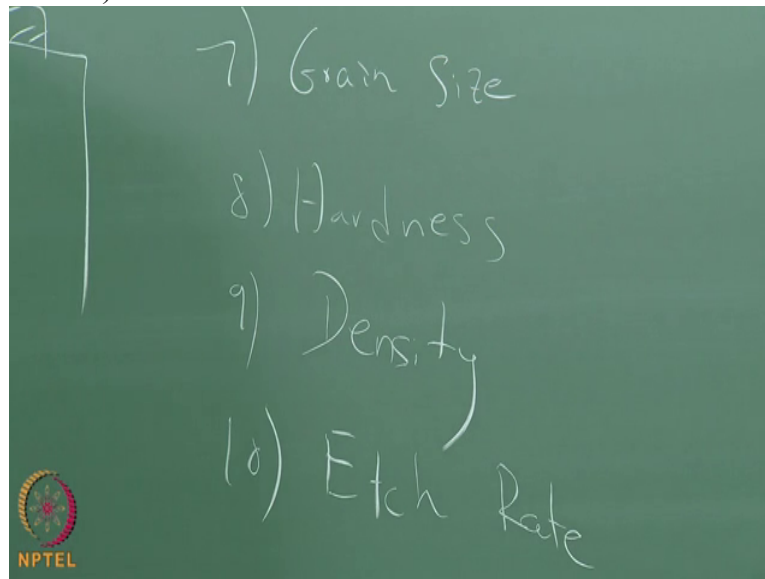 7) Grain Size
8) Hardness
9) Density
10) Etch Rate
NPTEL